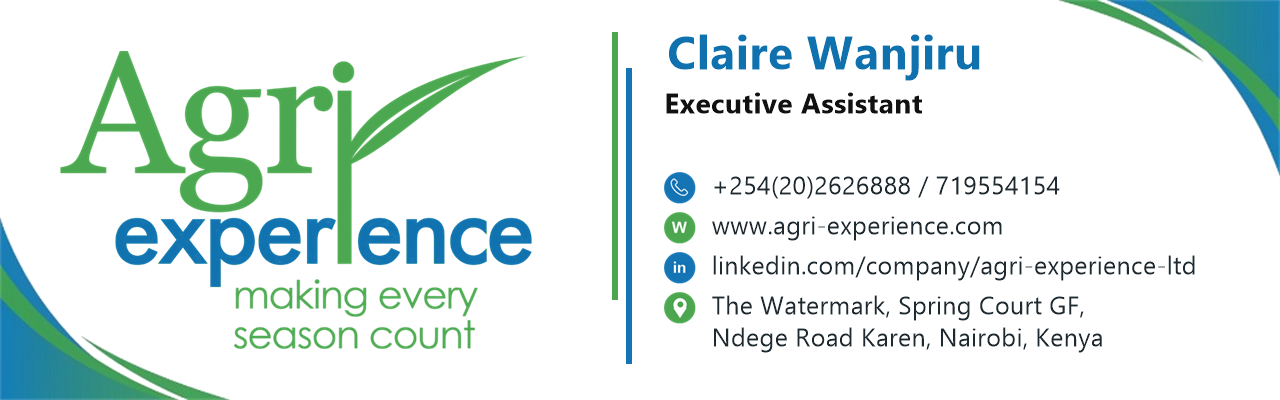 Agri
experience
making every
season count
Claire Wanjiru
Executive Assistant
+254(20)2626888 / 719554154
W www.agri-experience.com
in linkedin.com/company/agri-experience-ltd
The Watermark, Spring Court GF,
Ndege Road Karen, Nairobi, Kenya